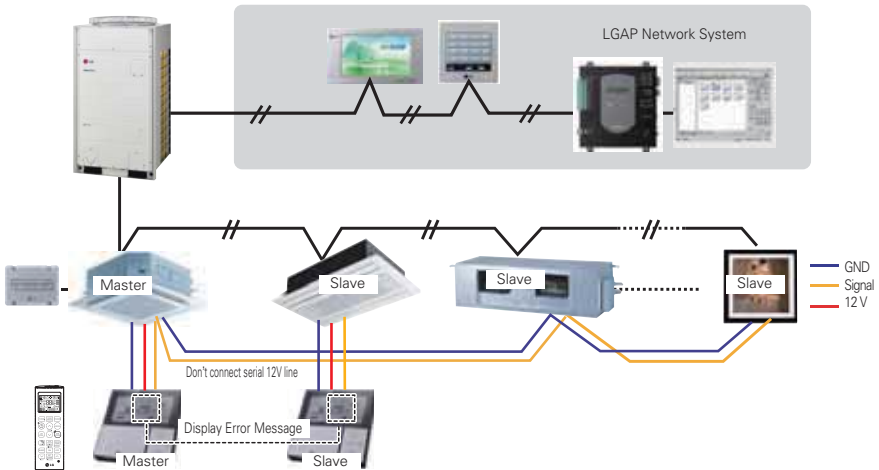 LGAP Network System
Master
Slave
Slave
Slave
GND
Signal
12 V
Don't connect serial 12V line
Display Error Message
Master
Slave
LG